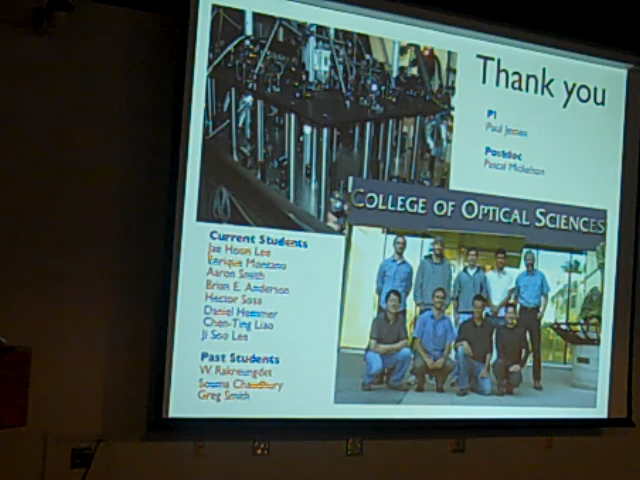 Thank you
PI
Paul Jessen
Postdoc
Pascal Mickelson
COLLEGE OF OPTICAL SCIENCES
Current Students
Jae Hoon Lee
Enrique Montano
Aaron Smith
Brian E. Anderson
Hector Sosa
Daniel Hemmer
Chen-Ting Liao
Ji Soo Lee
Past Students
W. Rakreungdet
Souma Chaudhury
Greg Smith